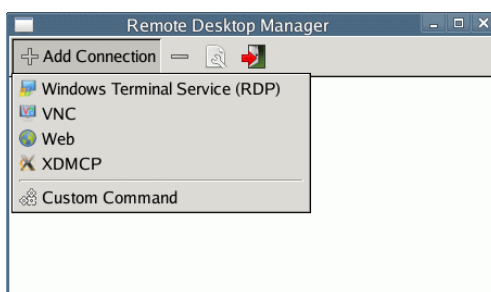 Remote Desktop Manager
Add Connection
Windows Terminal Service (RDP)
VNC
Web
XDMCP
Custom Command